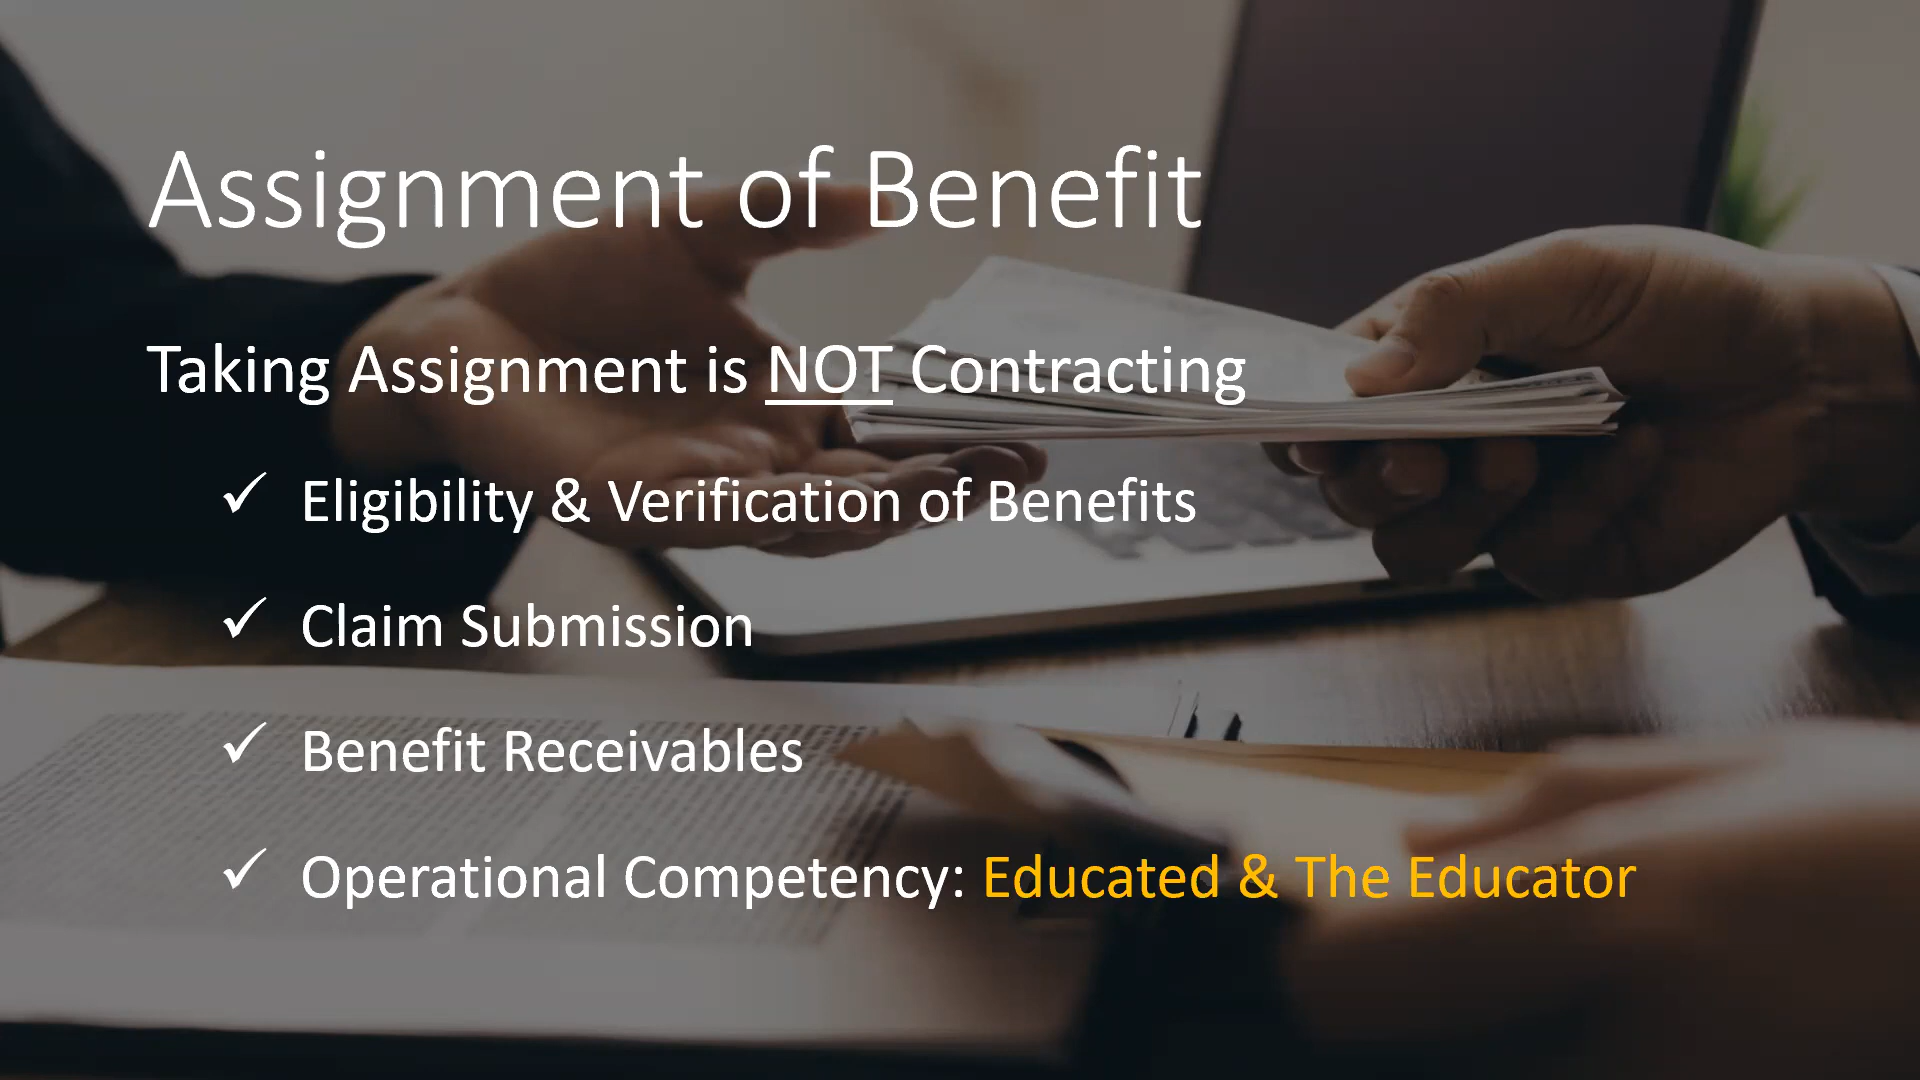 Assignment of Benefit
Taking Assignment is NOT Contracting
✓ Eligibility & Verification of Benefits
✓ Claim Submission
✓ Benefit Receivables
✓ Operational Competency: Educated & The Educator